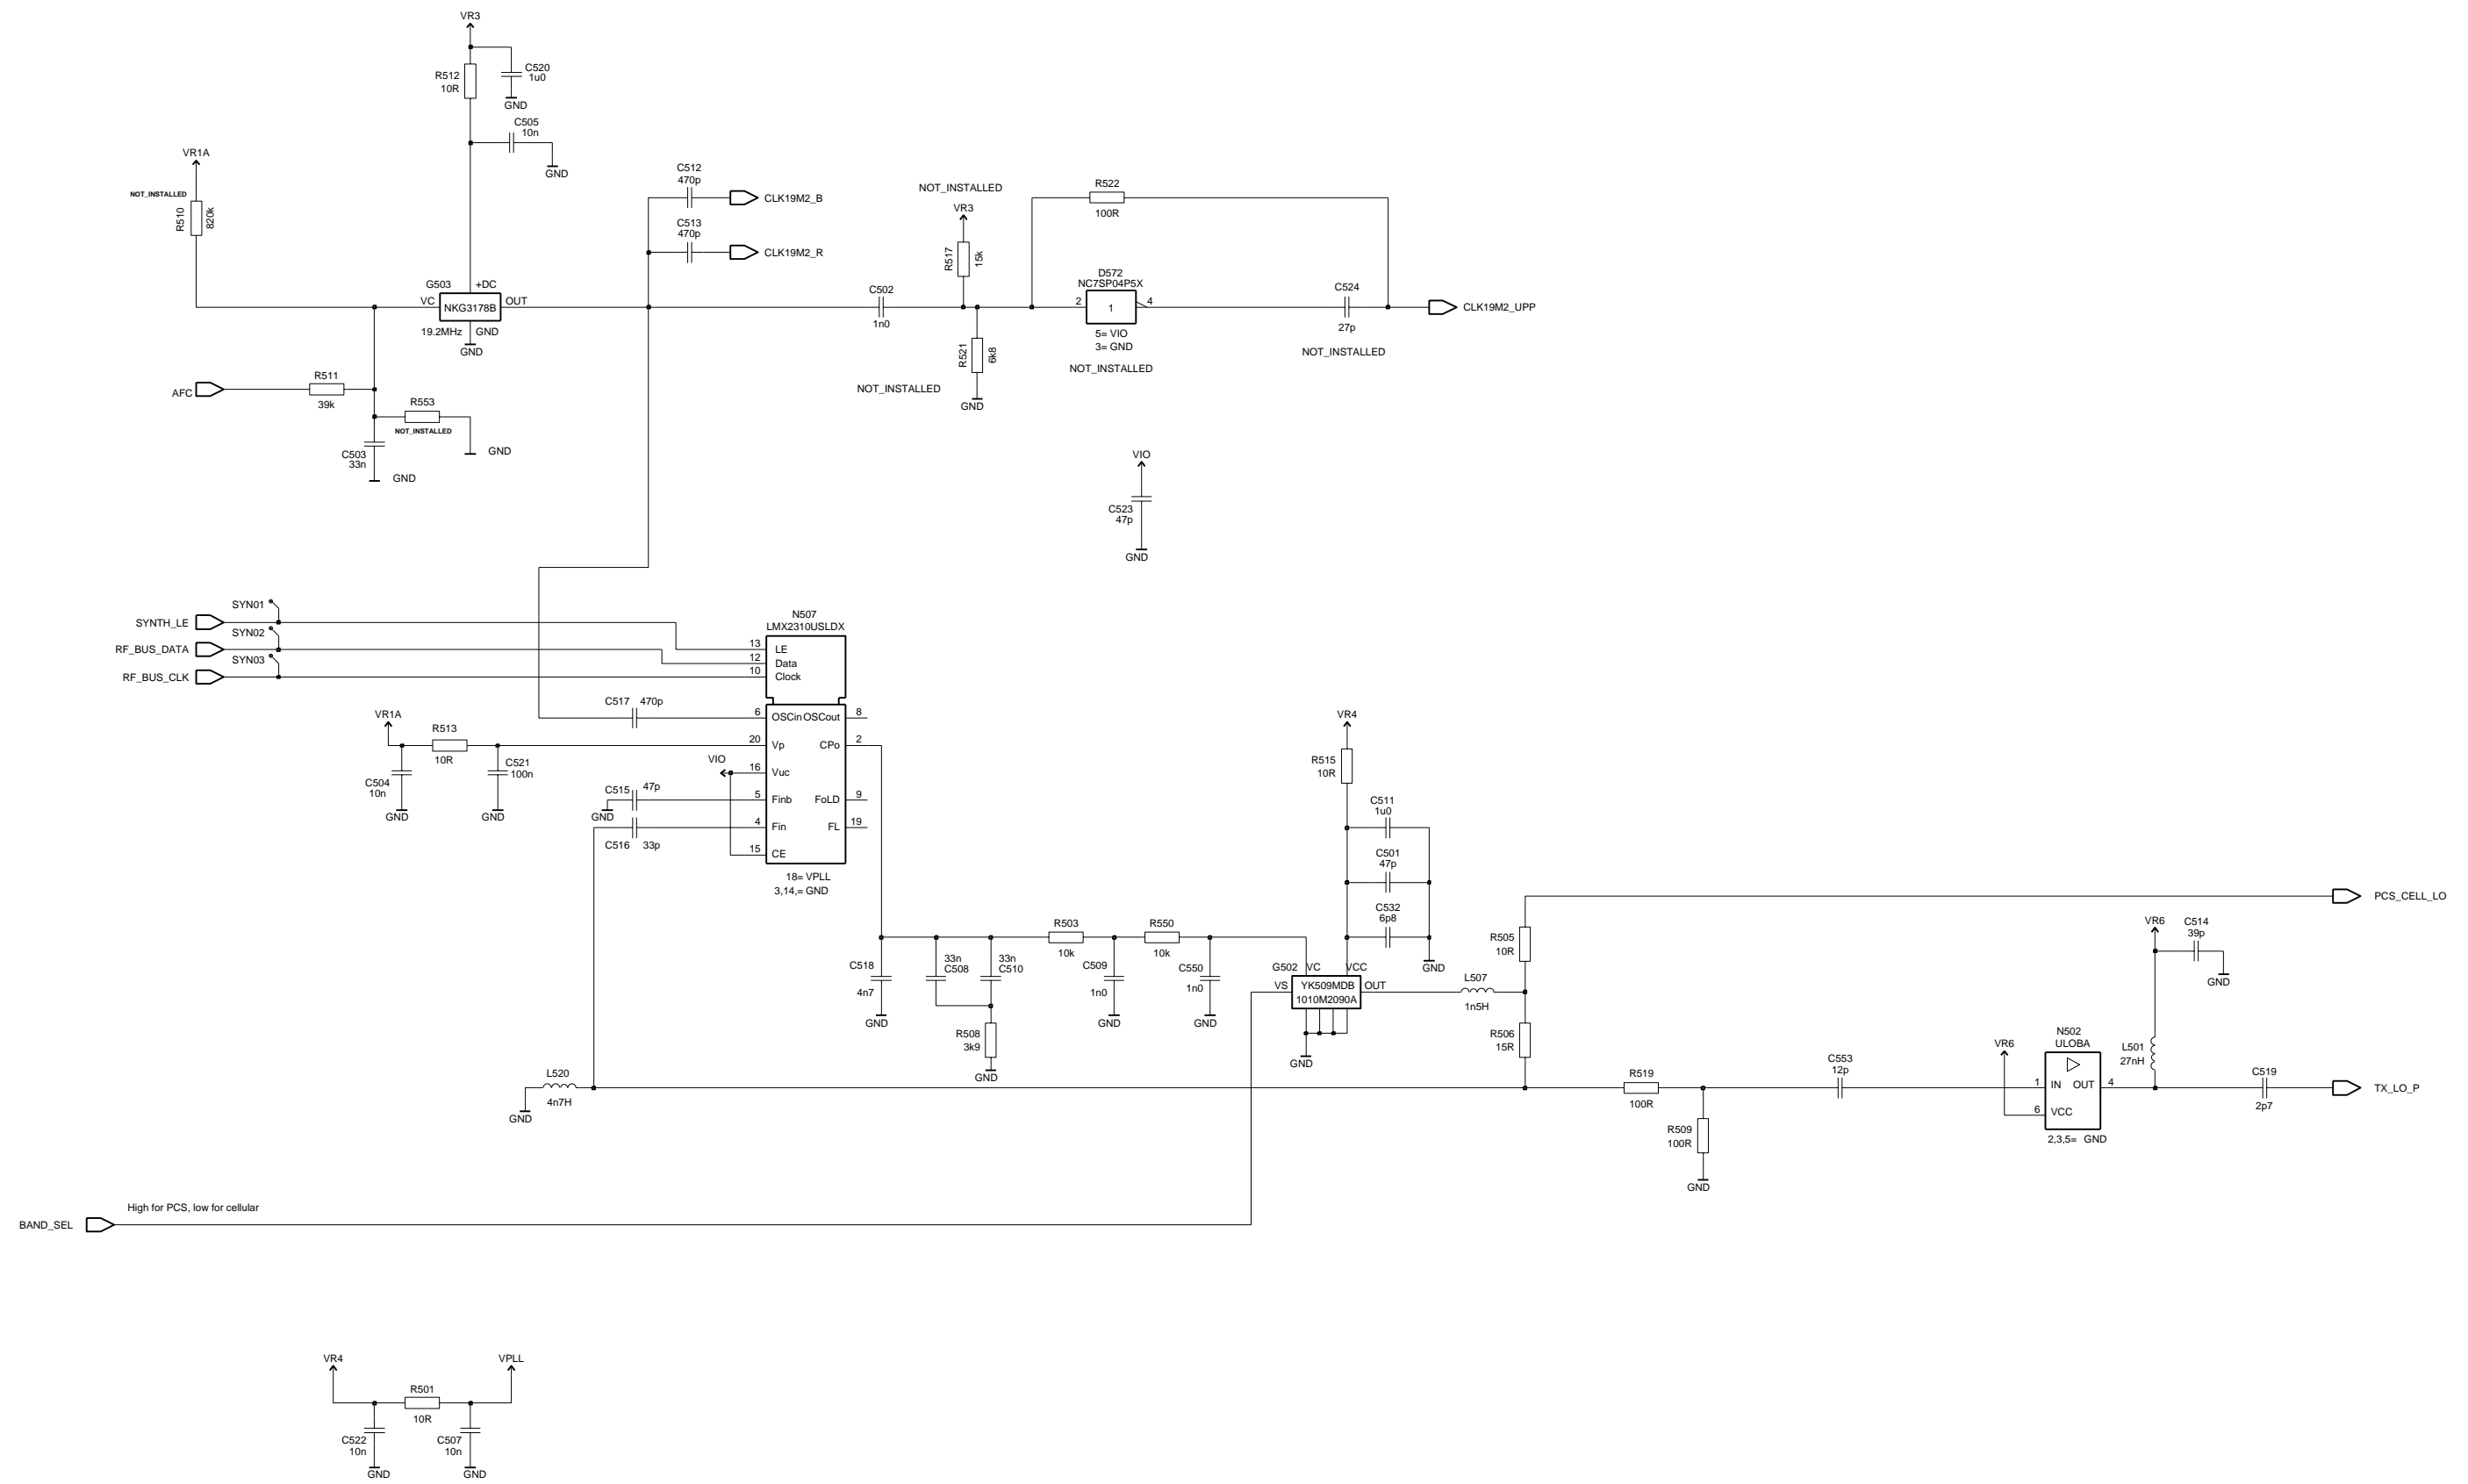 VR3
R512
10R
C520
1u0
GND
C505
10n
GND
VR1A
NOT_INSTALLED
R510
820k
C512
470p
CLK19M2_B
C513
470p
CLK19M2_R
NOT_INSTALLED
VR3
R517
15k
R522
100R
G503 +DC
VC NKG3178B OUT
19.2MHz GND
GND
C502
1n0
D572
NC7SP04P5X
2 1 4
5= VIO
3= GND
NOT_INSTALLED
C524
27p
NOT_INSTALLED
CLK19M2_UPP
R521
6k8
NOT_INSTALLED
GND
AFC
R511
39k
R553
NOT_INSTALLED
GND
C503
33n
GND
VIO
C523
47p
GND
SYN01
SYNTH_LE
SYN02
RF_BUS_DATA
SYN03
RF_BUS_CLK
N507
LMX2310USLDX
13 LE
12 Data
10 Clock
C517 470p
6 OSCin OSCout 8
VR1A
R513
10R
20 Vp CPo 2
C504
10n
GND
C521
100n
GND
VIO
16 Vuc
C515 47p
GND
5 Finb FoLD 9
4 Fin FL 19
C516 33p
15 CE
18= VPLL
3,14,= GND
VR4
R515
10R
C511
1u0
C501
47p
C532
6p8
GND
C518
4n7
GND
33n
C508
33n
C510
R508
3k9
GND
R503
10k
C509
1n0
GND
R550
10k
C550
1n0
GND
G502 VC VCC
VS YK509MDB OUT
1010M2090A
GND
L507
1n5H
R505
10R
R506
15R
PCS_CELL_LO
VR6
C514
39p
GND
L501
27nH
L520
4n7H
GND
R519
100R
R509
100R
GND
C553
12p
VR6
N502
ULOBA
1 IN OUT 4
6 VCC
2,3,5= GND
C519
2p7
TX_LO_P
High for PCS, low for cellular
BAND_SEL
VR4
VPLL
R501
10R
C522
10n
GND
C507
10n
GND